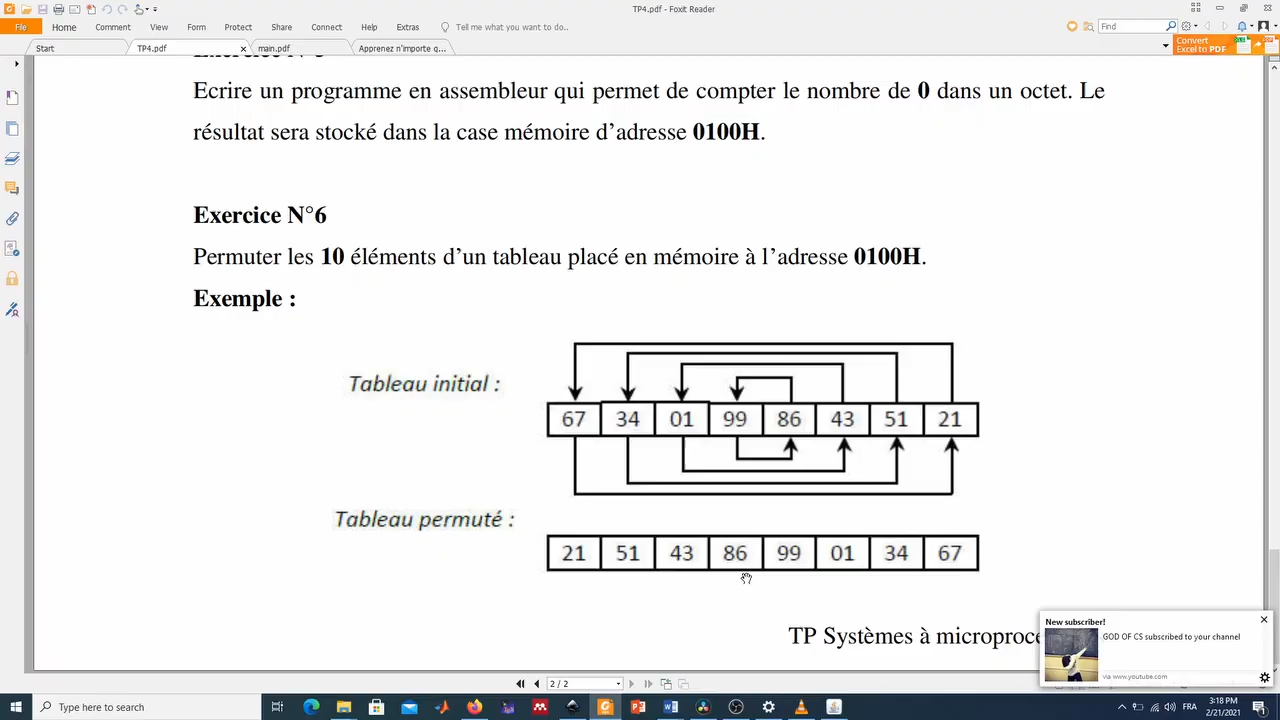 TP4.pdf - Foxit Reader
File Home Comment View Form Protect Share Connect Help Extras Tell me what you want to do.. Find
Start TP4.pdf main.pdf Apprenez n'importe q...
Convert
Excel to PDF
Ecrire un programme en assembleur qui permet de compter le nombre de 0 dans un octet. Le
résultat sera stocké dans la case mémoire d'adresse 0100H.
Exercice N°6
Permuter les 10 éléments d'un tableau placé en mémoire à l'adresse 0100H.
Exemple :
Tableau initial :
67 34 01 99 86 43 51 21
Tableau permuté :
21 51 43 86 99 01 34 67
TP Systèmes à microproce
New subscriber!
GOD OF CS subscribed to your channel
via www.youtube.com
2 / 2
Type here to search
FRA
3:18 PM
2/21/2021